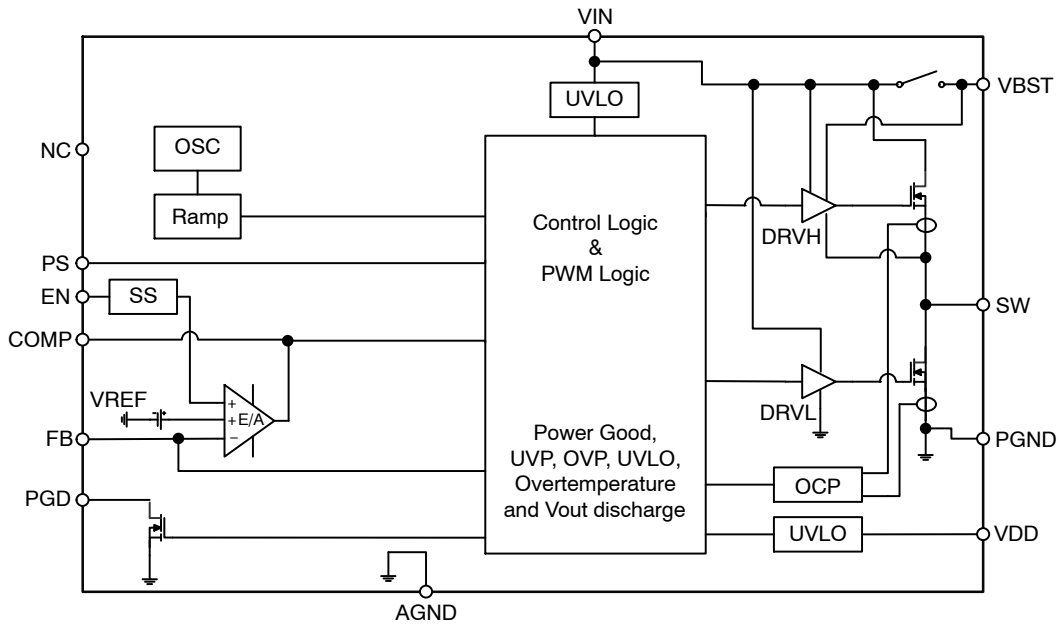 VIN
VBST
UVLO
NC
OSC
Ramp
Control Logic
&
PWM Logic
DRVH
PS
EN
SS
SW
COMP
VREF
+
+
E/A
−
DRVL
FB
PGND
Power Good,
UVP, OVP, UVLO,
Overtemperature
and Vout discharge
OCP
PGD
UVLO
VDD
AGND